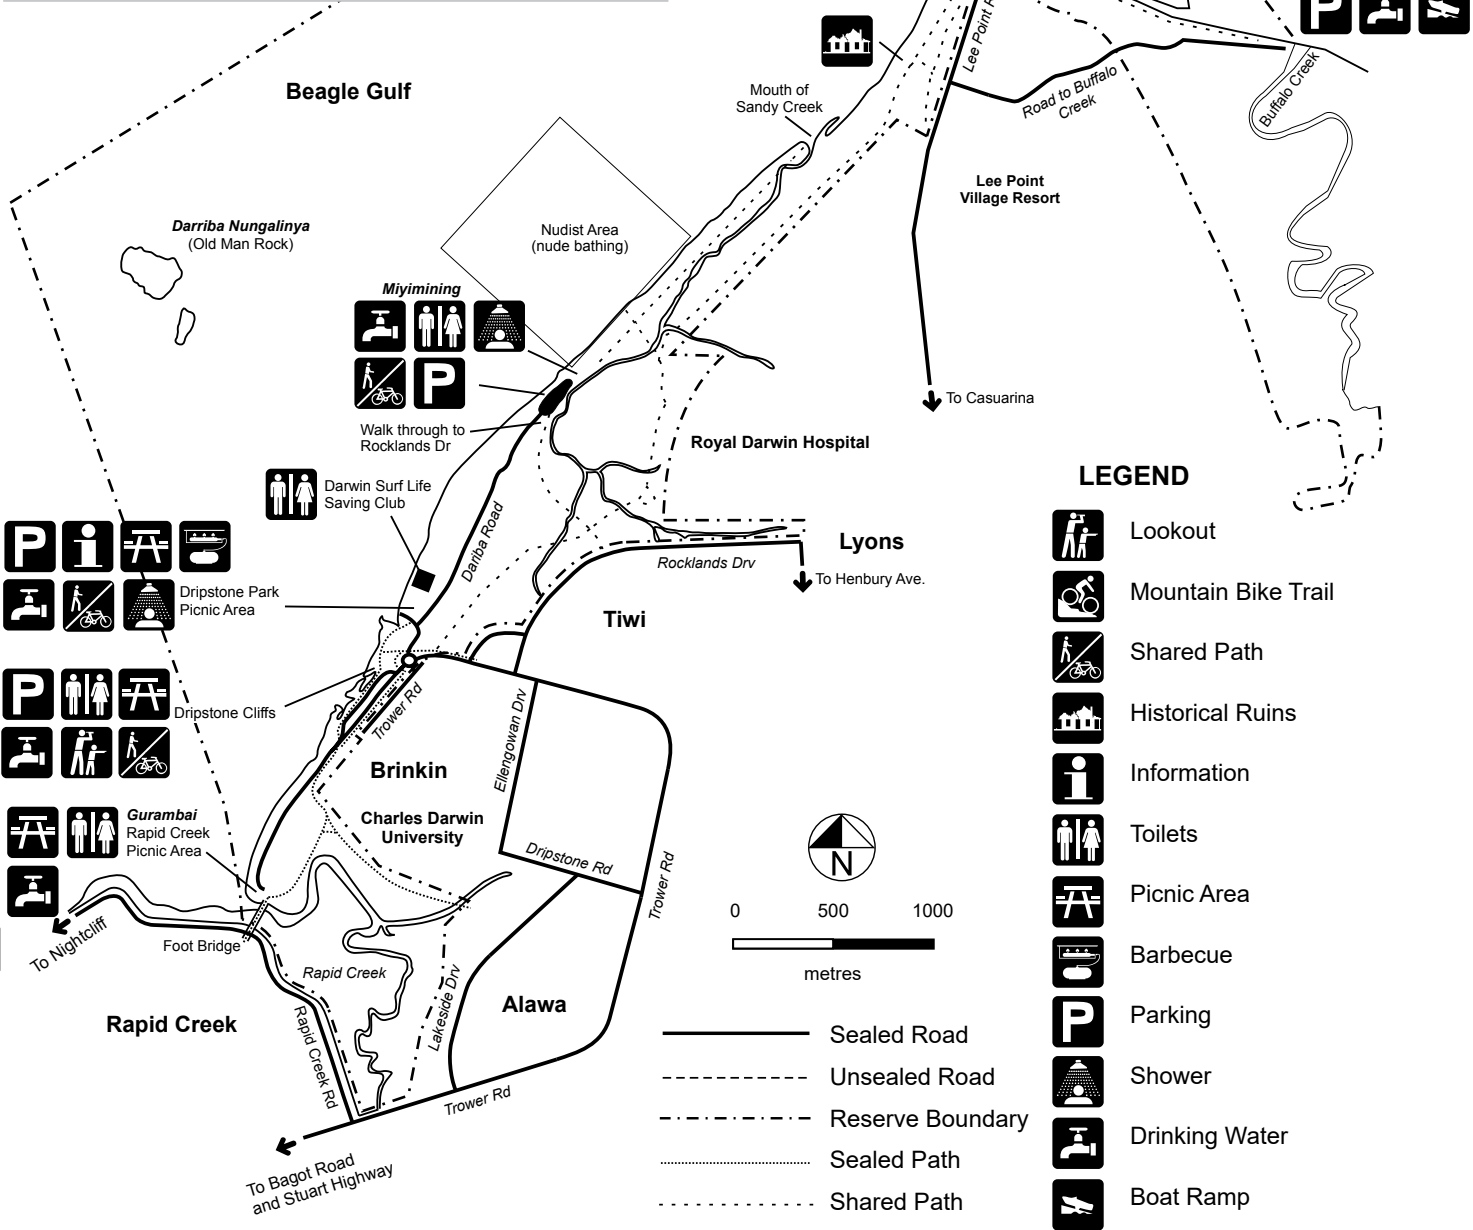 P
Lee Point R
Buffalo Creek
Road to Buffalo
Creek
Beagle Gulf
Mouth of
Sandy Creek
Lee Point
Village Resort
Darriba Nungalinya
(Old Man Rock)
Nudist Area
(nude bathing)
Miyimining
P
To Casuarina
Walk through to
Rocklands Dr
Royal Darwin Hospital
Darwin Surf Life
Saving Club
Dariba Road
Lyons
Rocklands Drv
To Henbury Ave.
P
i
Dripstone Park
Picnic Area
Tiwi
P
Dripstone Cliffs
Trower Rd
Ellengowan Drv
Brinkin
Charles Darwin
University
Dripstone Rd
Trower Rd
Gurambai
Rapid Creek
Picnic Area
To Nightcliff
Foot Bridge
Rapid Creek
Lakeside Drv
Rapid Creek
Rapid Creek Rd
Alawa
Trower Rd
To Bagot Road
and Stuart Highway
N
0 500 1000
metres
Sealed Road
Unsealed Road
Reserve Boundary
Sealed Path
Shared Path
LEGEND
Lookout
Mountain Bike Trail
Shared Path
Historical Ruins
i
Information
Toilets
Picnic Area
Barbecue
P
Parking
Shower
Drinking Water
Boat Ramp